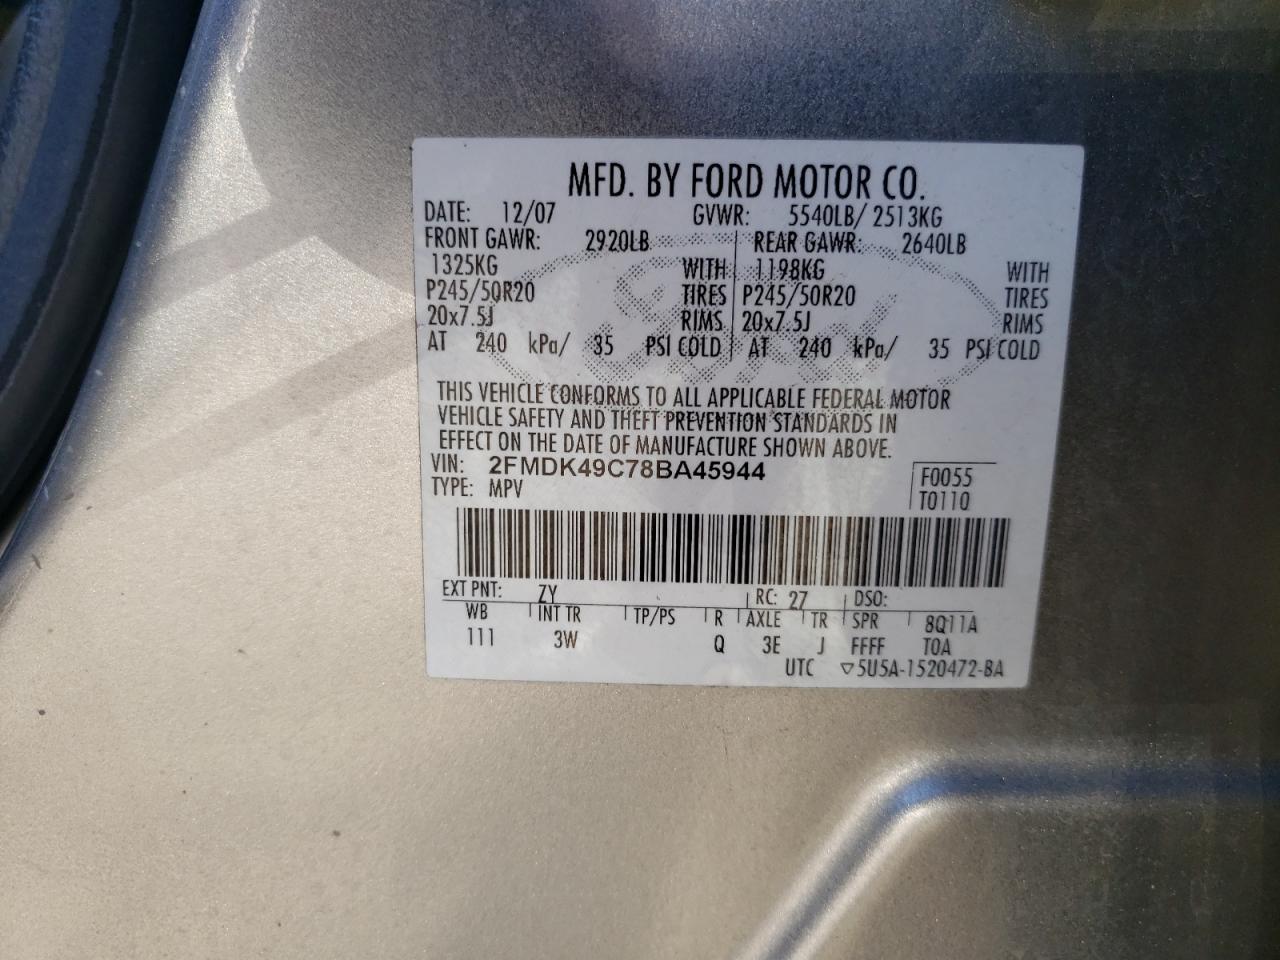 MFD. BY FORD MOTOR CO.
DATE: 12/07 GVWR: 5540LB/ 2513KG
FRONT GAWR: 2920LB REAR GAWR: 2640LB
1325KG WITH 1198KG WITH
P245/50R20 TIRES P245/50R20 TIRES
20x7.5J RIMS 20x7.5J RIMS
AT 240 kPa/ 35 PSI COLD AT 240 kPa/ 35 PSI COLD
THIS VEHICLE CONFORMS TO ALL APPLICABLE FEDERAL MOTOR
VEHICLE SAFETY AND THEFT PREVENTION STANDARDS IN
EFFECT ON THE DATE OF MANUFACTURE SHOWN ABOVE.
VIN: 2FMDK49C78BA45944 F0055
TYPE: MPV T0110
EXT PNT: ZY RC: 27 DSO:
WB INT TR TP/PS R AXLE TR SPR 8Q11A
111 3W Q 3E J FFFF TOA
UTC ▽5U5A-1520472-BA